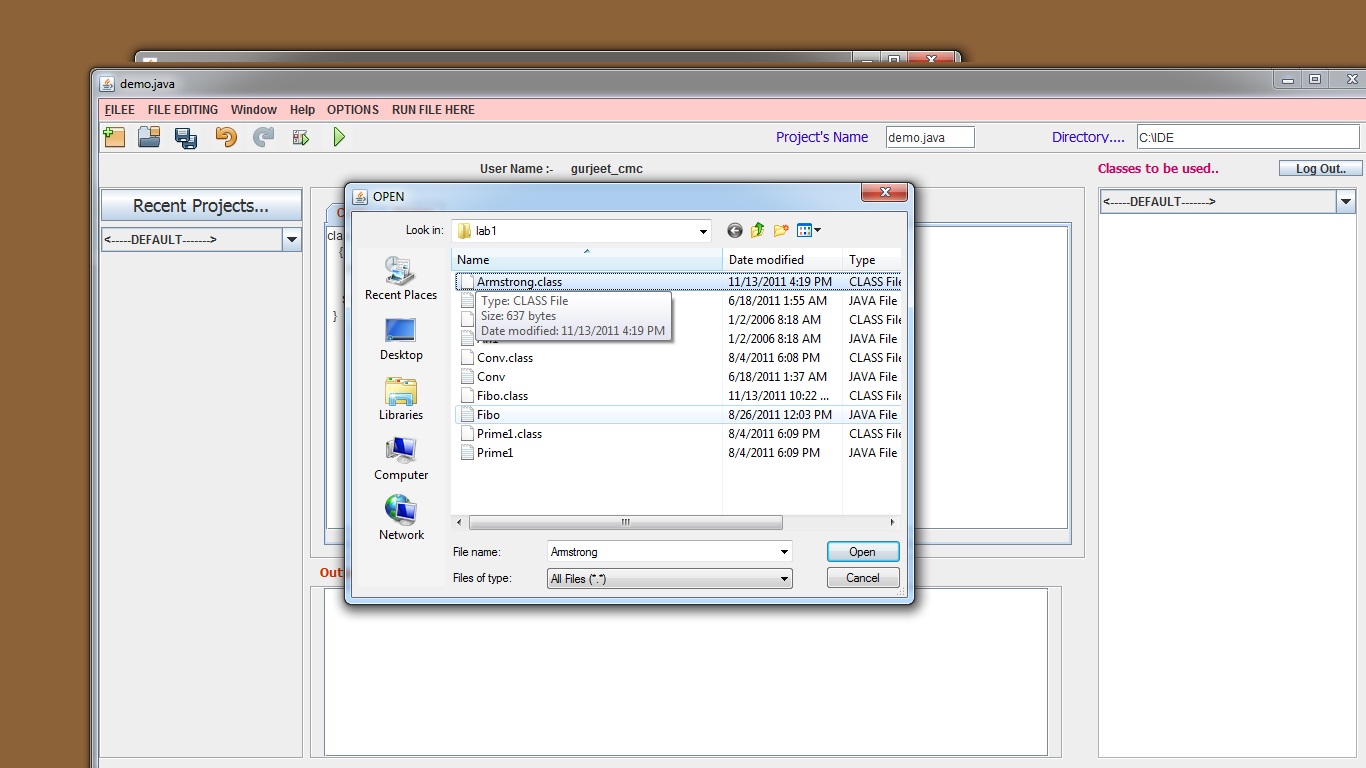 demo.java
FILEE FILE EDITING Window Help OPTIONS RUN FILE HERE
Project's Name demo.java Directory.... C:\IDE
User Name :- gurjeet_cmc Classes to be used.. Log Out..
Recent Projects...
<-----DEFAULT------->
<-----DEFAULT------->
cla
{
}
Out
OPEN
Look in: lab1
Recent Places
Desktop
Libraries
Computer
Network
Name Date modified Type
Armstrong.class 11/13/2011 4:19 PM CLASS File
6/18/2011 1:55 AM JAVA File
1/2/2006 8:18 AM CLASS File
1/2/2006 8:18 AM JAVA File
Conv.class 8/4/2011 6:08 PM CLASS File
Conv 6/18/2011 1:37 AM JAVA File
Fibo.class 11/13/2011 10:22 ... CLASS File
Fibo 8/26/2011 12:03 PM JAVA File
Prime1.class 8/4/2011 6:09 PM CLASS File
Prime1 8/4/2011 6:09 PM JAVA File
Type: CLASS File
Size: 637 bytes
Date modified: 11/13/2011 4:19 PM
File name: Armstrong Open
Files of type: All Files (*.*) Cancel